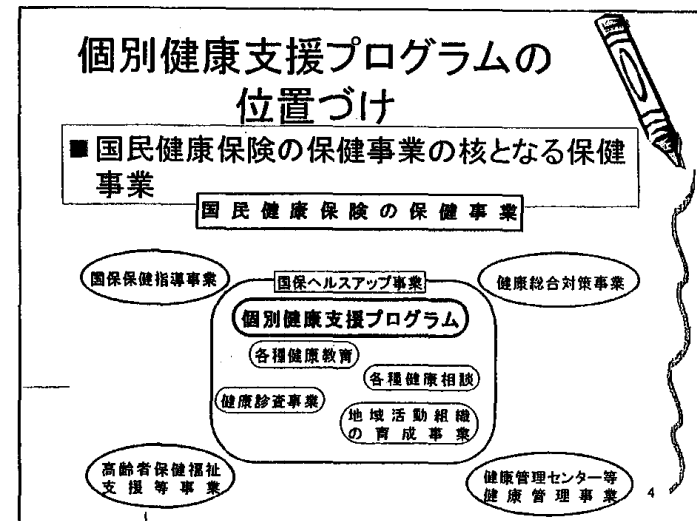 個別健康支援プログラムの
位置づけ
■国民健康保険の保健事業の核となる保健
事業
国民健康保険の保健事業
国保保健指導事業
国保ヘルスアップ事業
健康総合対策事業
個別健康支援プログラム
各種健康教育
各種健康相談
健康診査事業
地域活動組織
の育成事業
高齢者保健福祉
支援等事業
健康管理センター等
健康管理事業
4